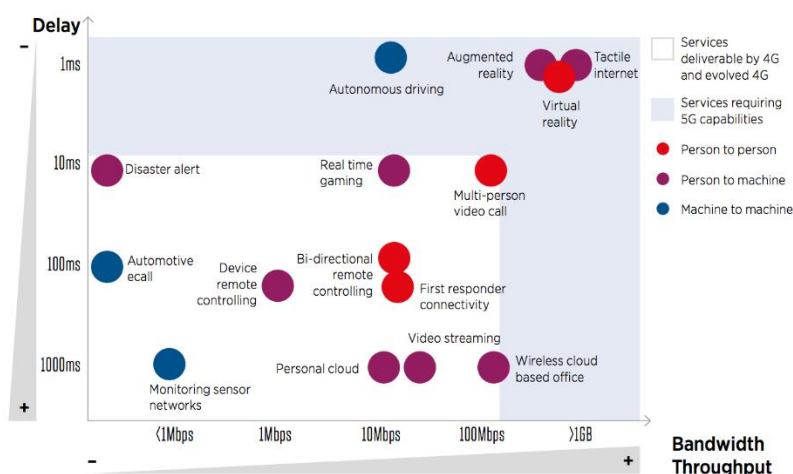 Delay
–
1ms
10ms
100ms
1000ms
+
Autonomous driving
Augmented
reality
Tactile
internet
Virtual
reality
Disaster alert
Real time
gaming
Multi-person
video call
Automotive
ecall
Device
remote
controlling
Bi-directional
remote
controlling
First responder
connectivity
Monitoring sensor
networks
Personal cloud
Video streaming
Wireless cloud
based office
<1Mbps
1Mbps
10Mbps
100Mbps
>1GB
–
+
Bandwidth
Throughput
Services
deliverable by 4G
and evolved 4G
Services requiring
5G capabilities
Person to person
Person to machine
Machine to machine